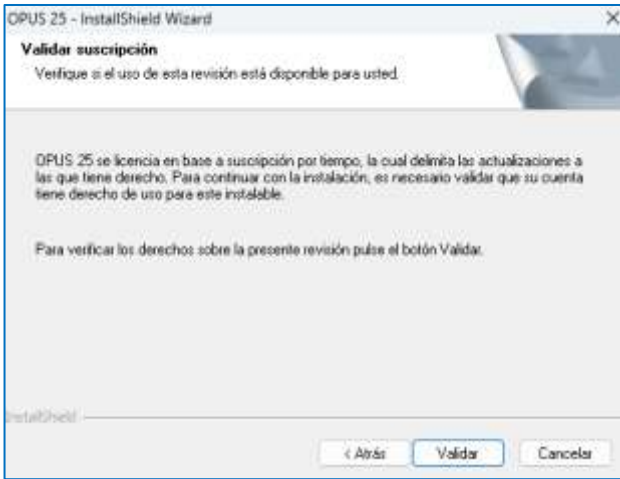 OPUS 25 - InstallShield Wizard
Validar suscripción
Verifique si el uso de esta revisión está disponible para usted.
OPUS 25 se licencia en base a suscripción por tiempo, la cual delimita las actualizaciones a
las que tiene derecho. Para continuar con la instalación, es necesario validar que su cuenta
tiene derecho de uso para este instalable.
Para verificar los derechos sobre la presente revisión pulse el botón Validar.
InstallShield
< Atrás
Validar
Cancelar